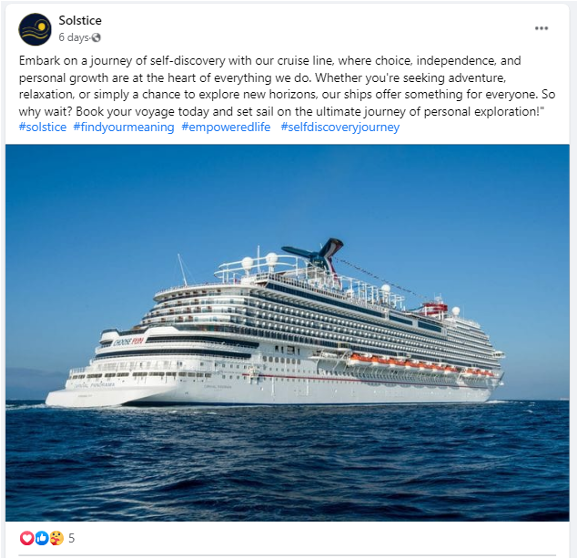 Solstice
6 days
Embark on a journey of self-discovery with our cruise line, where choice, independence, and
personal growth are at the heart of everything we do. Whether you're seeking adventure,
relaxation, or simply a chance to explore new horizons, our ships offer something for everyone. So
why wait? Book your voyage today and set sail on the ultimate journey of personal exploration!"
#solstice #findyourmeaning #empoweredlife #selfdiscoveryjourney
CHOOSE FUN
5